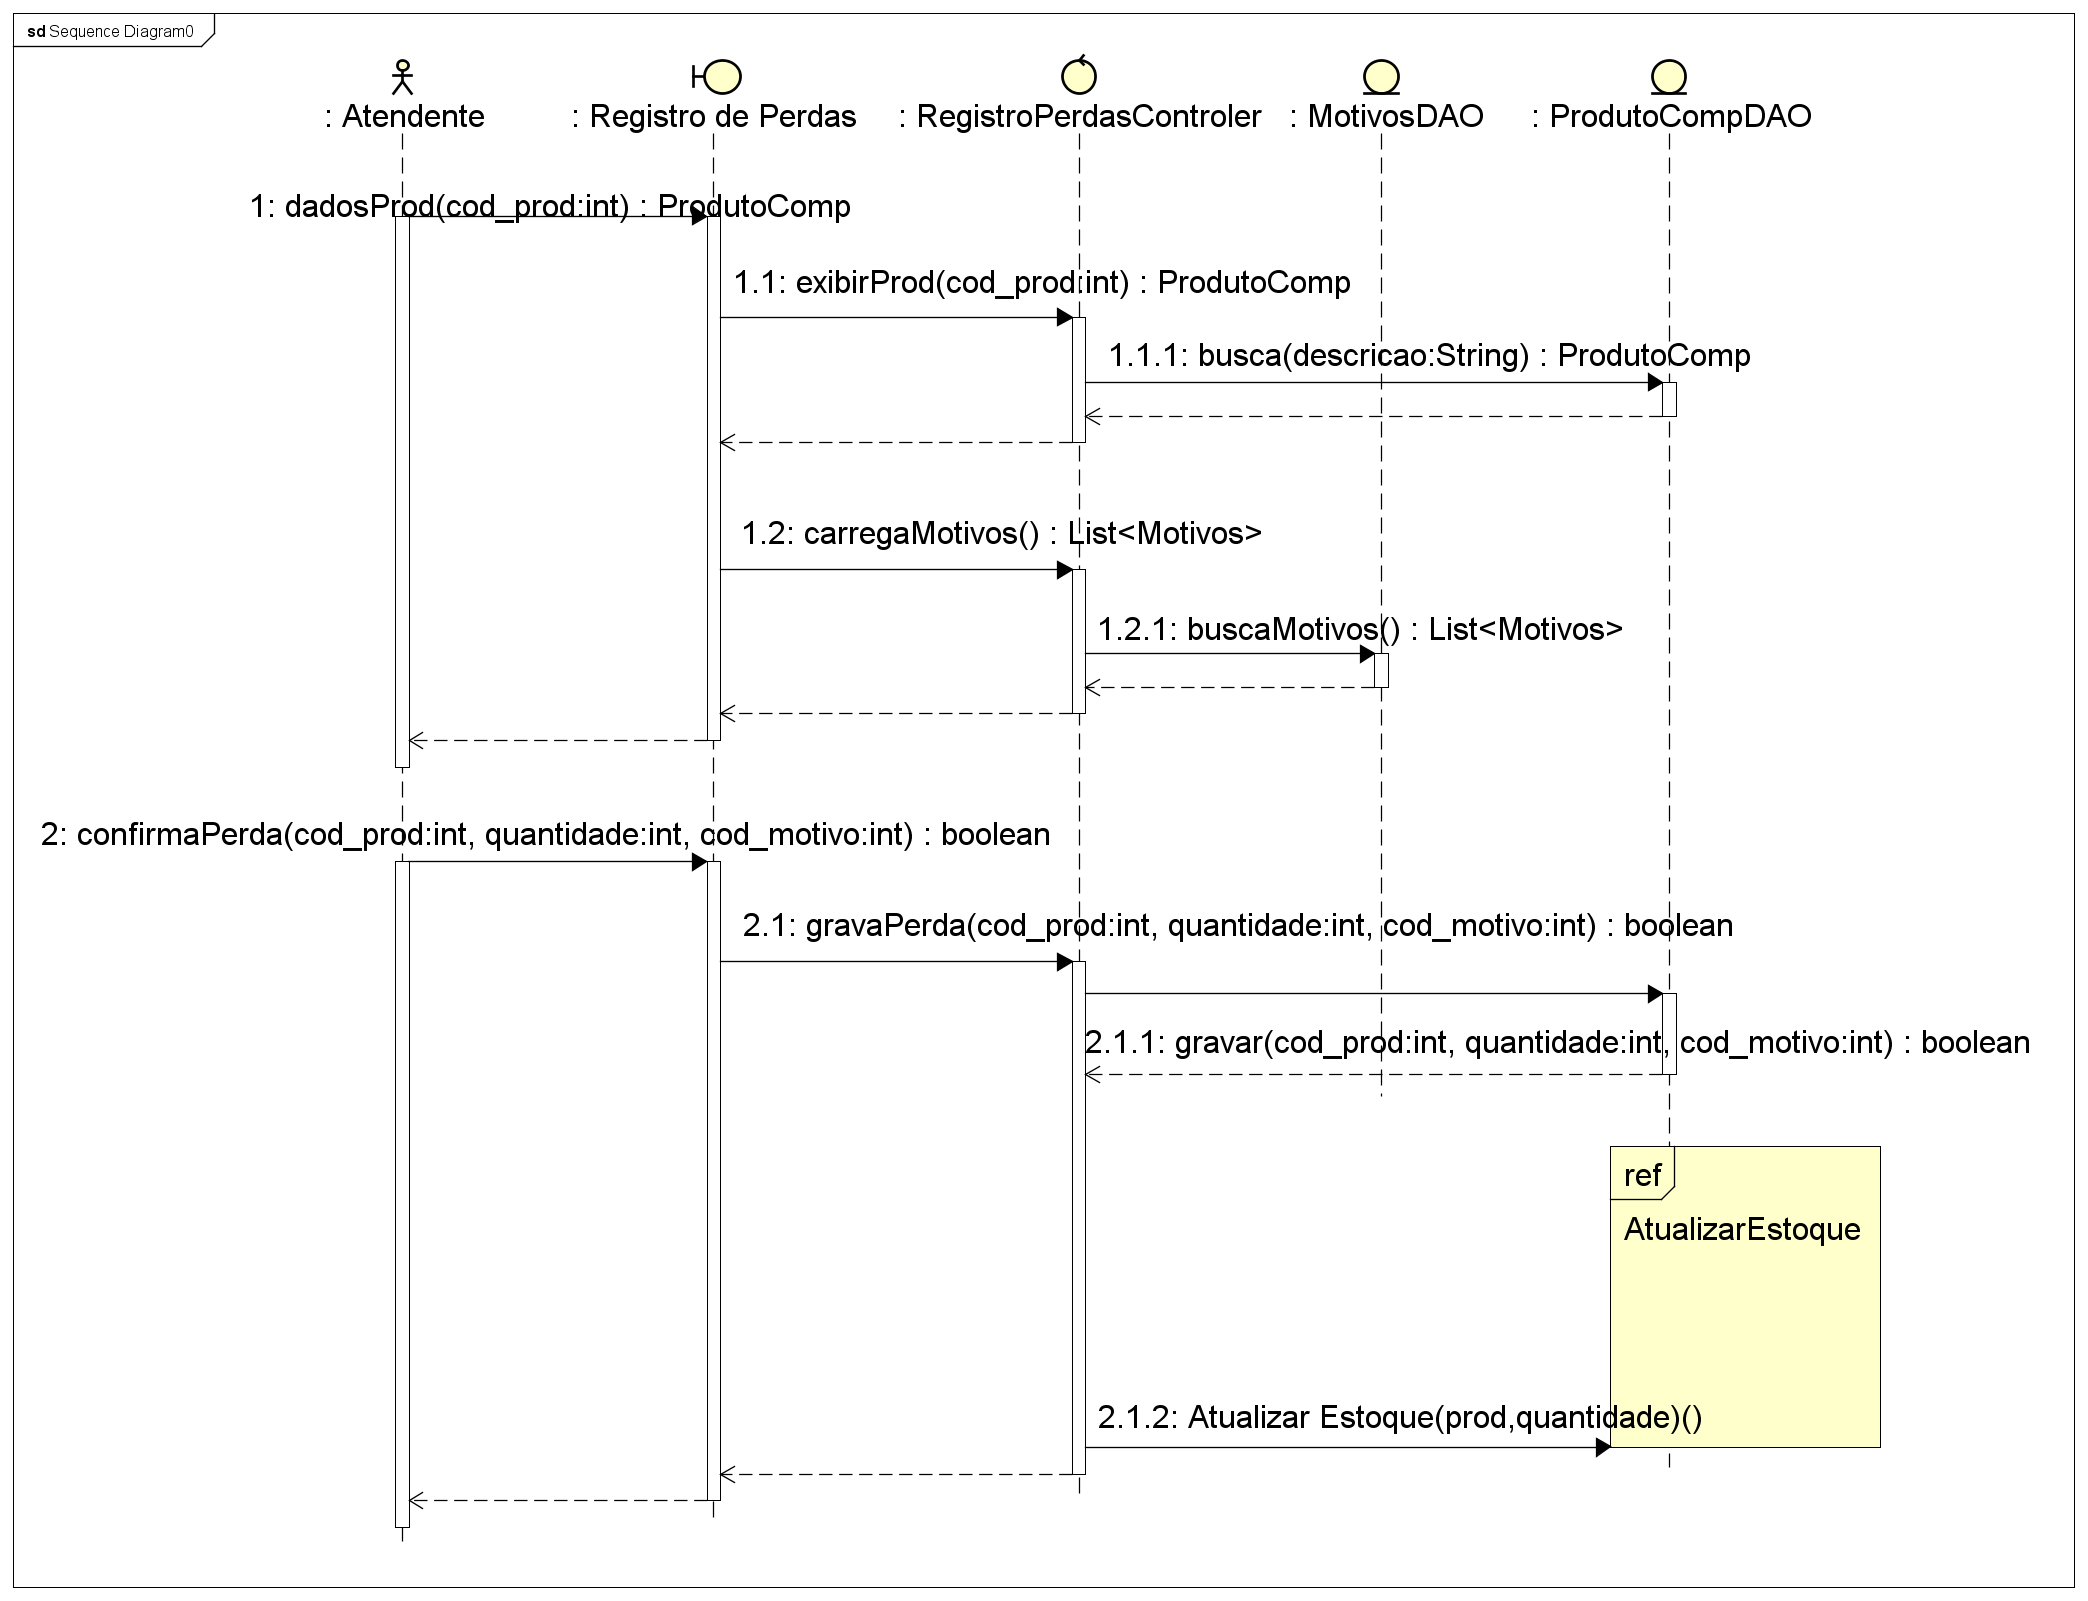 sd Sequence Diagram0
: Atendente
: Registro de Perdas
: RegistroPerdasControler
: MotivosDAO
: ProdutoCompDAO
1: dadosProd(cod_prod:int) : ProdutoComp
1.1: exibirProd(cod_prod:int) : ProdutoComp
1.1.1: busca(descricao:String) : ProdutoComp
1.2: carregaMotivos() : List<Motivos>
1.2.1: buscaMotivos() : List<Motivos>
2: confirmaPerda(cod_prod:int, quantidade:int, cod_motivo:int) : boolean
2.1: gravaPerda(cod_prod:int, quantidade:int, cod_motivo:int) : boolean
2.1.1: gravar(cod_prod:int, quantidade:int, cod_motivo:int) : boolean
ref
AtualizarEstoque
2.1.2: Atualizar Estoque(prod,quantidade)()